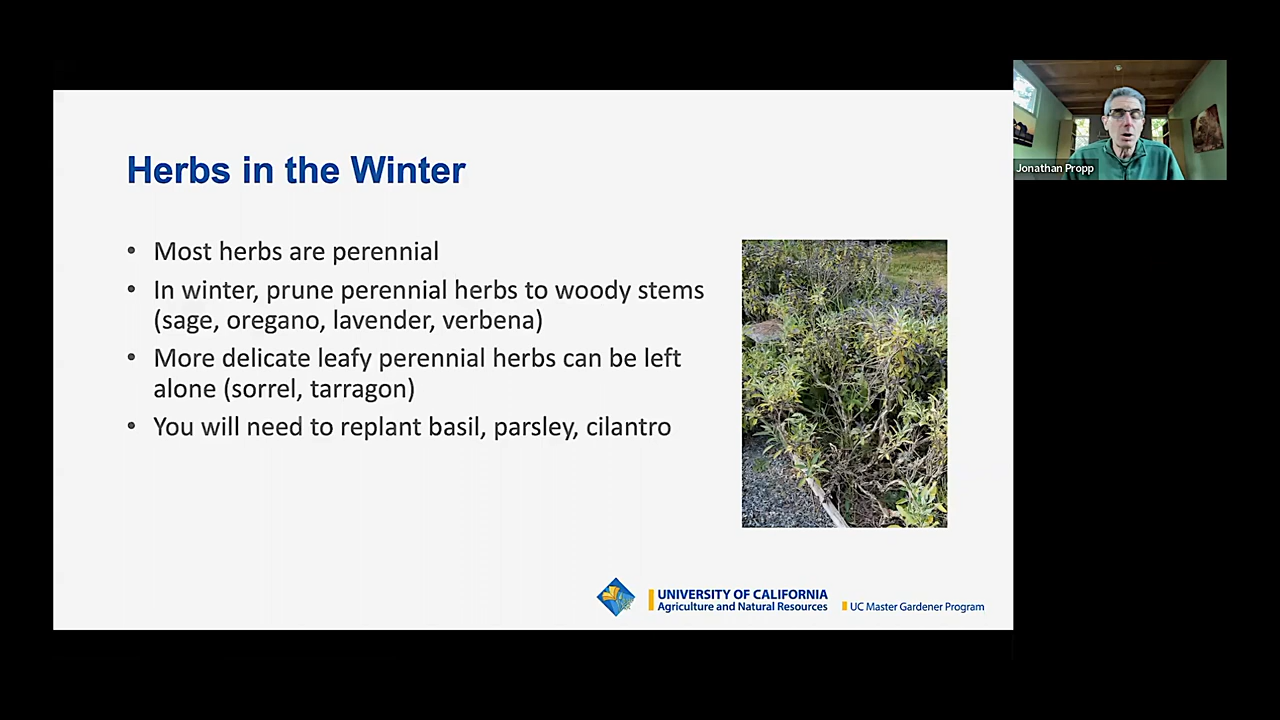 Herbs in the Winter
• Most herbs are perennial
• In winter, prune perennial herbs to woody stems
(sage, oregano, lavender, verbena)
• More delicate leafy perennial herbs can be left
alone (sorrel, tarragon)
• You will need to replant basil, parsley, cilantro
UNIVERSITY OF CALIFORNIA
Agriculture and Natural Resources
UC Master Gardener Program
Jonathan Propp